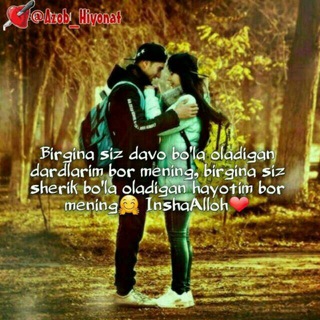 @Azob_Hiyonat
Birgina siz davo bo'la oladigan
dardlarim bor mening, birgina siz
sherik bo'la oladigan hayotim bor
mening🤗 InshaAlloh❤